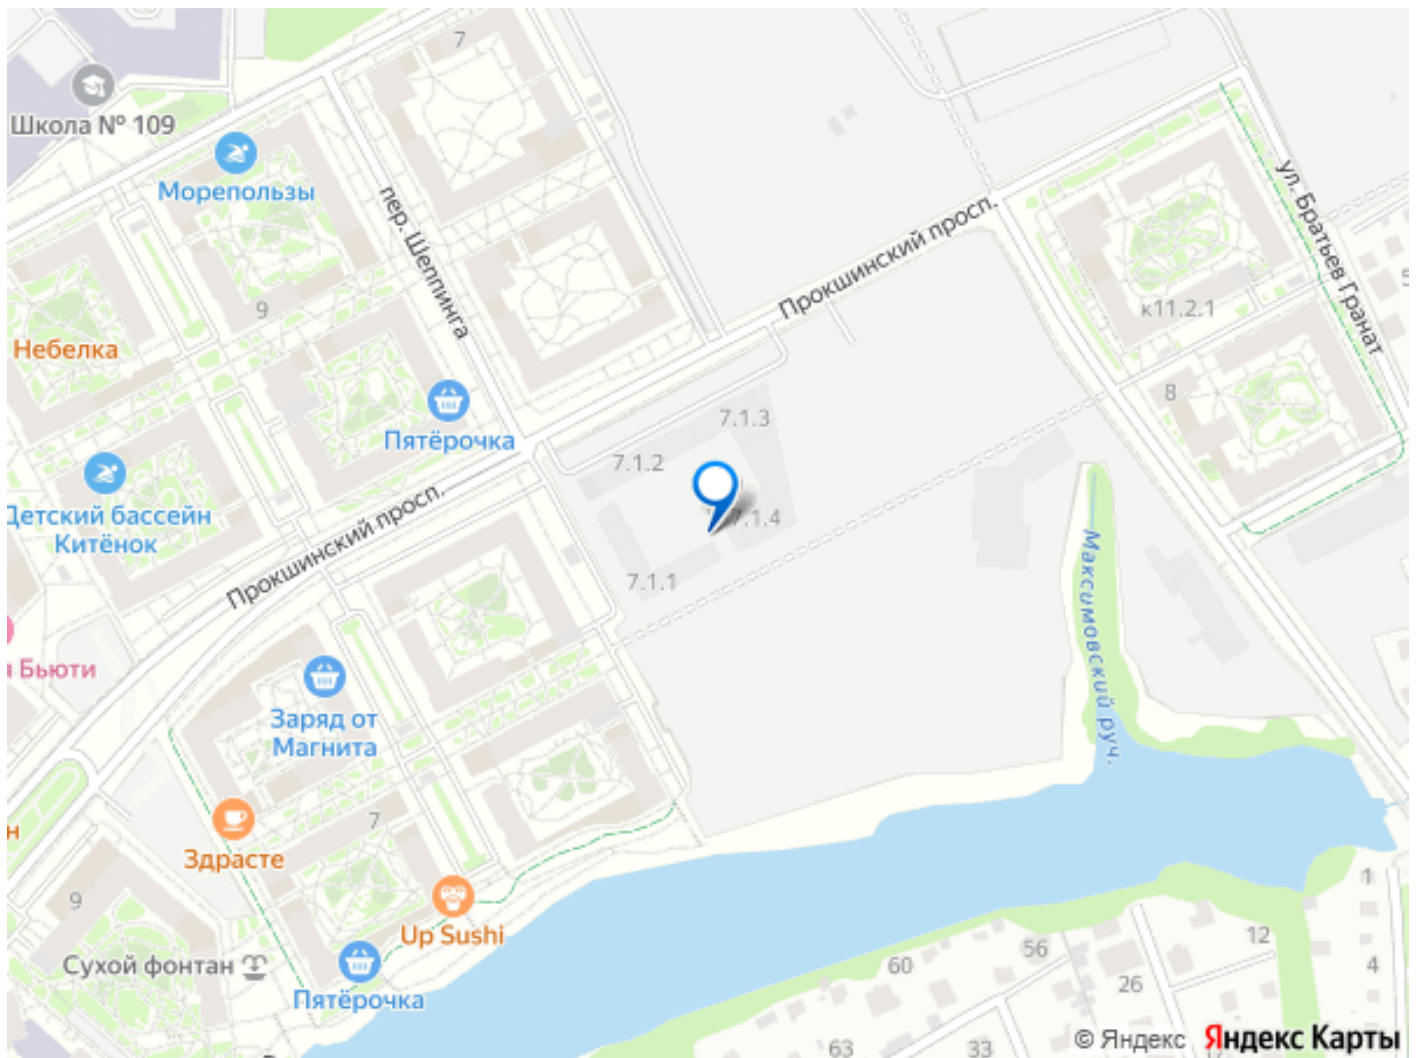 7
Школа № 109
Морепользы
пер. Шеппинга
ул. Братьев Гранат
Прокшинский просп.
9
к11.2.1
5
Небелка
8
Пятёрочка
7.1.3
7.1.2
7.1.4
7.1.1
Детский бассейн
Китёнок
Прокшинский просп.
Максимовский руч.
я Бьюти
Заряд от
Магнита
7
н
Здрасте
9
Up Sushi
Сухой фонтан
Пятёрочка
1
12
56
60
4
26
63
33
© Яндекс Яндекс Карты